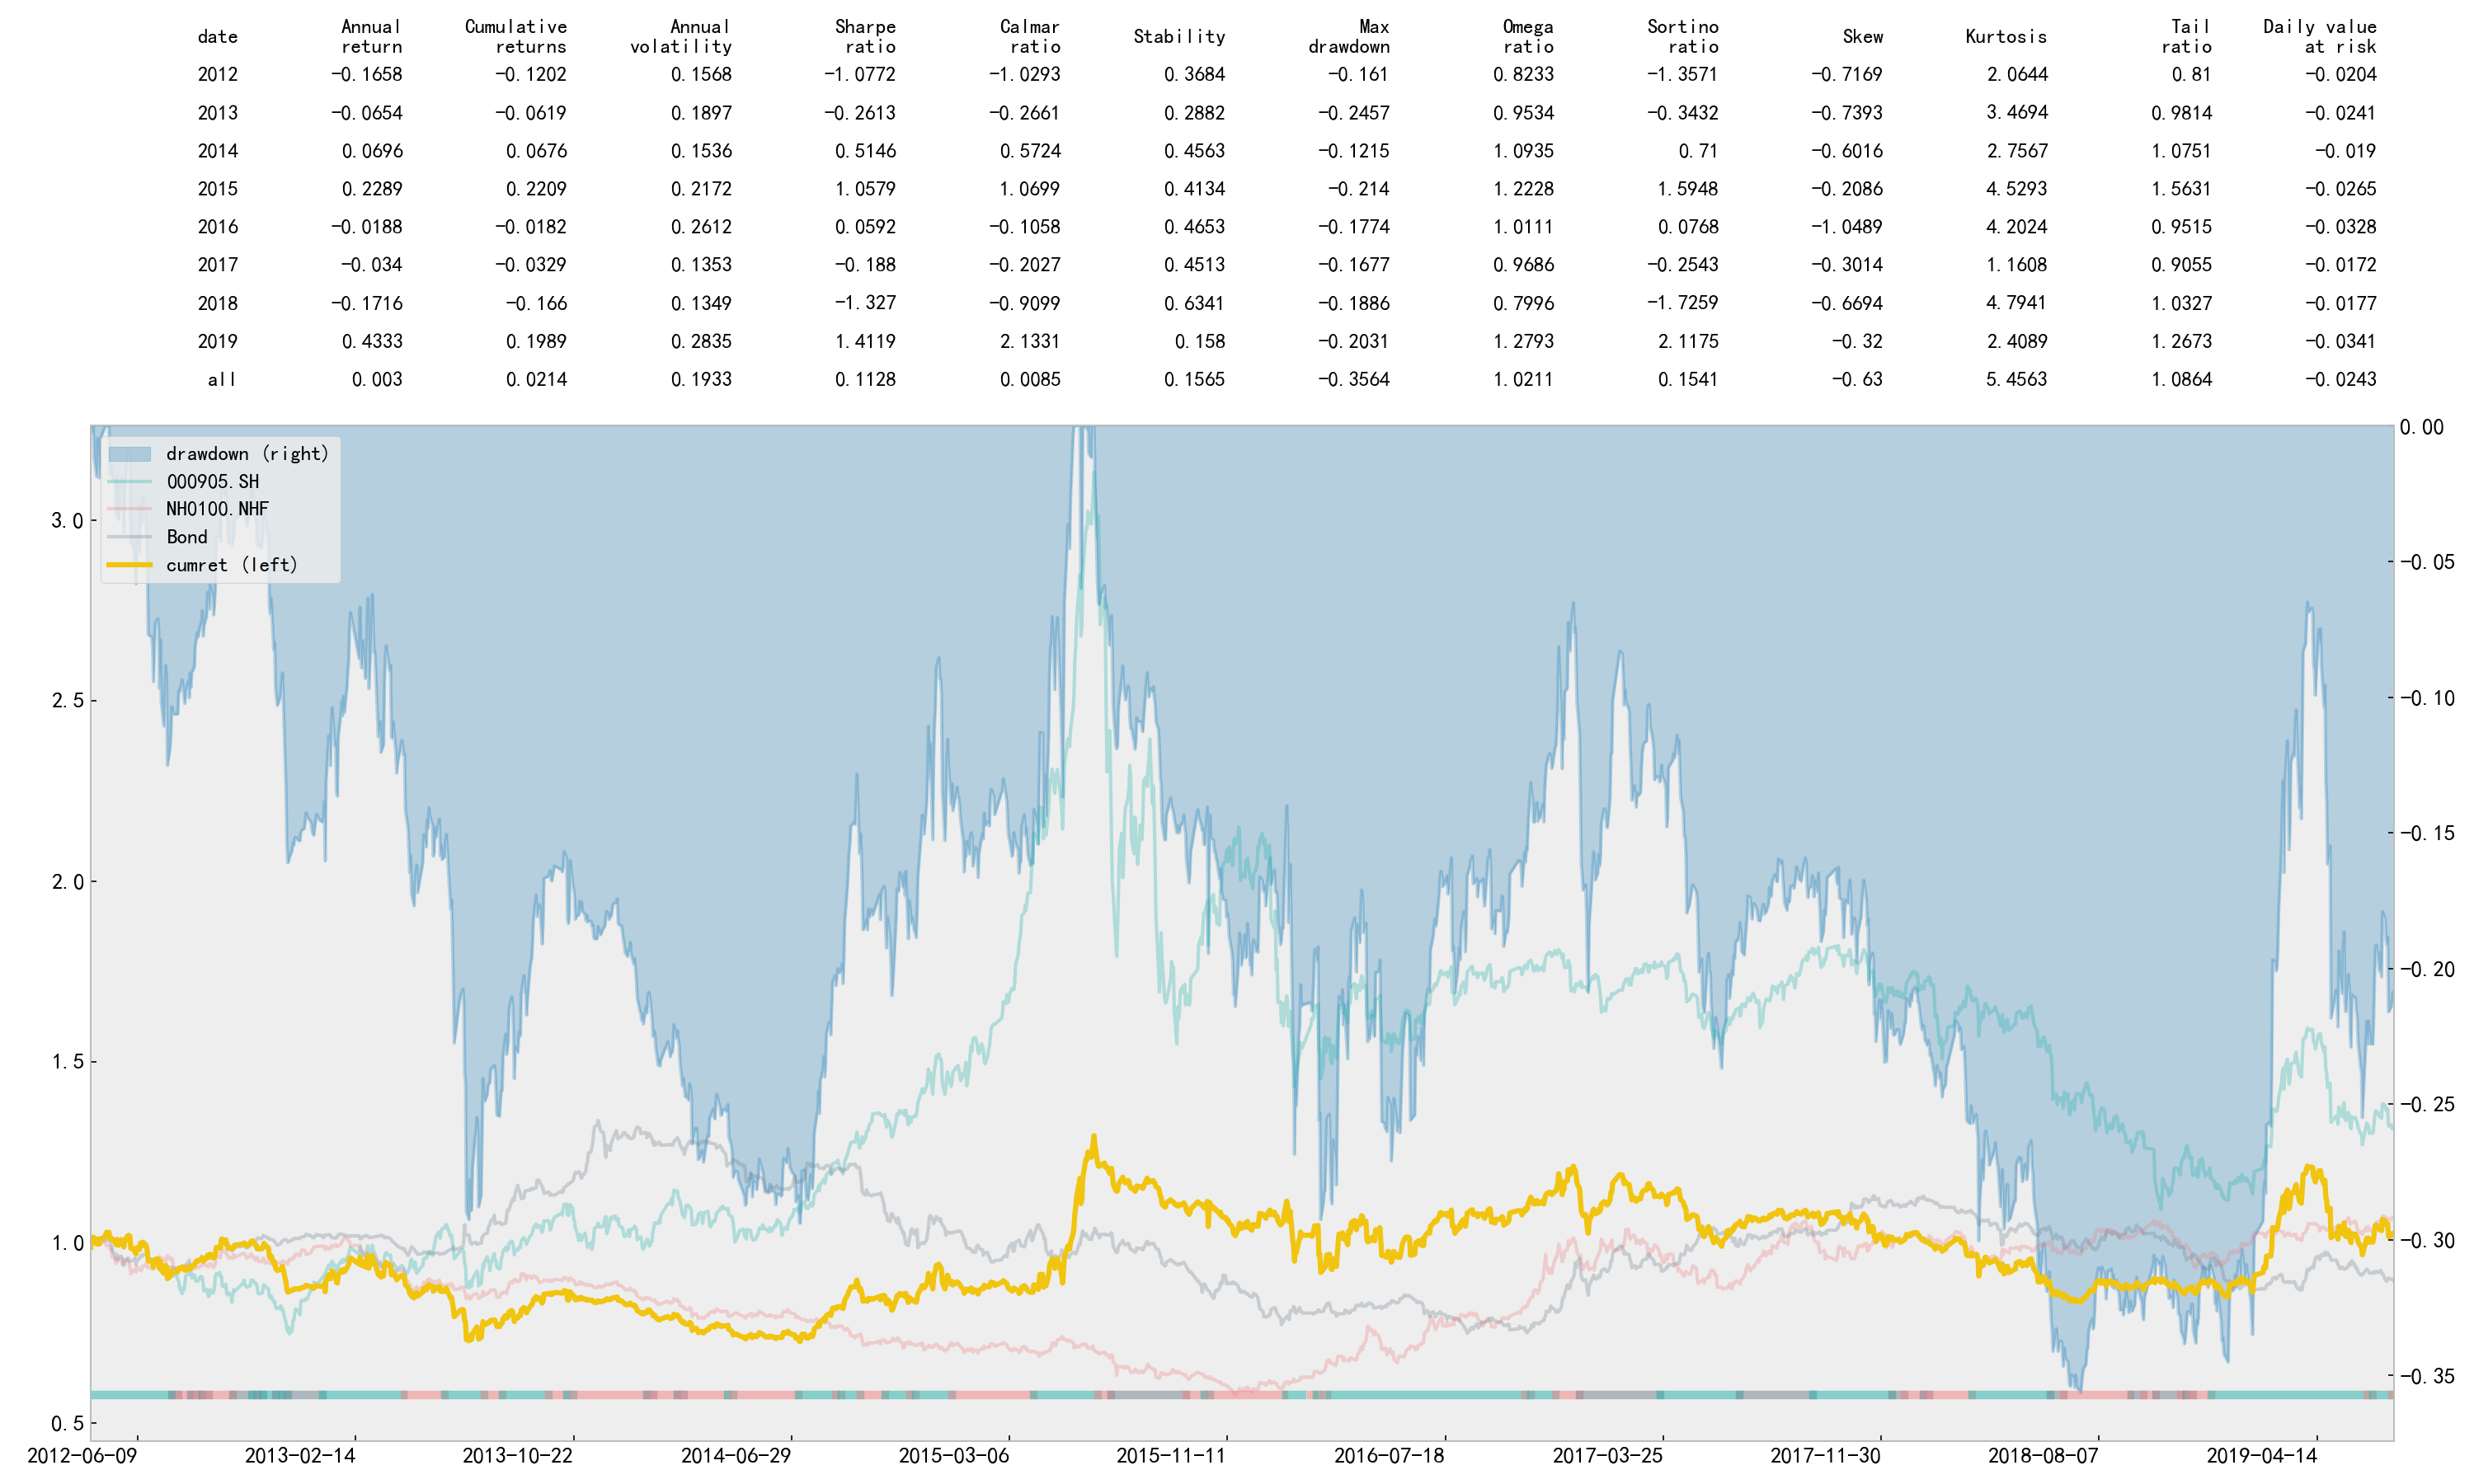 date Annual return Cumulative returns Annual volatility Sharpe ratio Calmar ratio Stability Max drawdown Omega ratio Sortino ratio Skew Kurtosis Tail ratio Daily value at risk
2012 -0.1658 -0.1202 0.1568 -1.0772 -1.0293 0.3684 -0.161 0.8233 -1.3571 -0.7169 2.0644 0.81 -0.0204
2013 -0.0654 -0.0619 0.1897 -0.2613 -0.2661 0.2882 -0.2457 0.9534 -0.3432 -0.7393 3.4694 0.9814 -0.0241
2014 0.0696 0.0676 0.1536 0.5146 0.5724 0.4563 -0.1215 1.0935 0.71 -0.6016 2.7567 1.0751 -0.019
2015 0.2289 0.2209 0.2172 1.0579 1.0699 0.4134 -0.214 1.2228 1.5948 -0.2086 4.5293 1.5631 -0.0265
2016 -0.0188 -0.0182 0.2612 0.0592 -0.1058 0.4653 -0.1774 1.0111 0.0768 -1.0489 4.2024 0.9515 -0.0328
2017 -0.034 -0.0329 0.1353 -0.188 -0.2027 0.4513 -0.1677 0.9686 -0.2543 -0.3014 1.1608 0.9055 -0.0172
2018 -0.1716 -0.166 0.1349 -1.327 -0.9099 0.6341 -0.1886 0.7996 -1.7259 -0.6694 4.7941 1.0327 -0.0177
2019 0.4333 0.1989 0.2835 1.4119 2.1331 0.158 -0.2031 1.2793 2.1175 -0.32 2.4089 1.2673 -0.0341
all 0.003 0.0214 0.1933 0.1128 0.0085 0.1565 -0.3564 1.0211 0.1541 -0.63 5.4563 1.0864 -0.0243
drawdown (right)
000905.SH
NH0100.NHF
Bond
cumret (left)
3.0
2.5
2.0
1.5
1.0
0.5
0.00
-0.05
-0.10
-0.15
-0.20
-0.25
-0.30
-0.35
2012-06-09 2013-02-14 2013-10-22 2014-06-29 2015-03-06 2015-11-11 2016-07-18 2017-03-25 2017-11-30 2018-08-07 2019-04-14